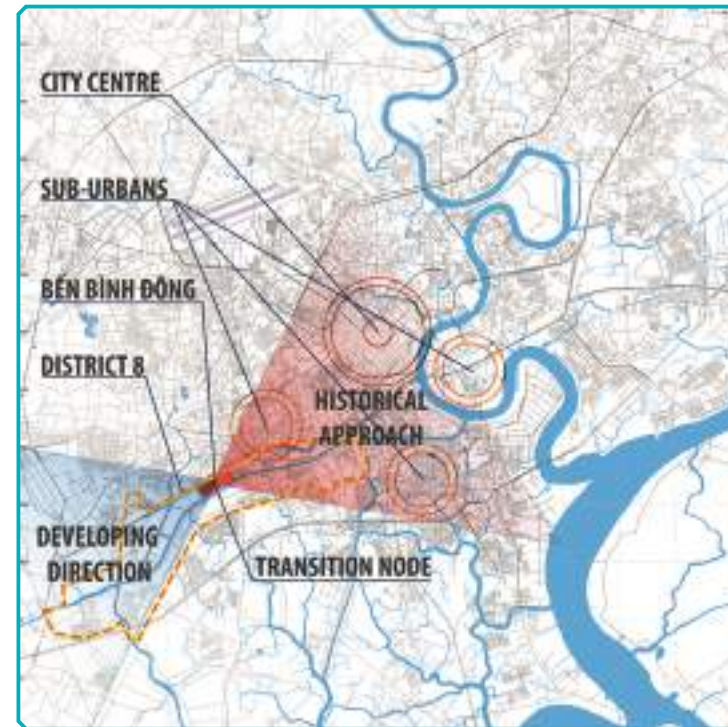 CITY CENTRE
SUB-URBANS
BẾN BÌNH ĐÔNG
DISTRICT 8
HISTORICAL
APPROACH
DEVELOPING
DIRECTION
TRANSITION NODE